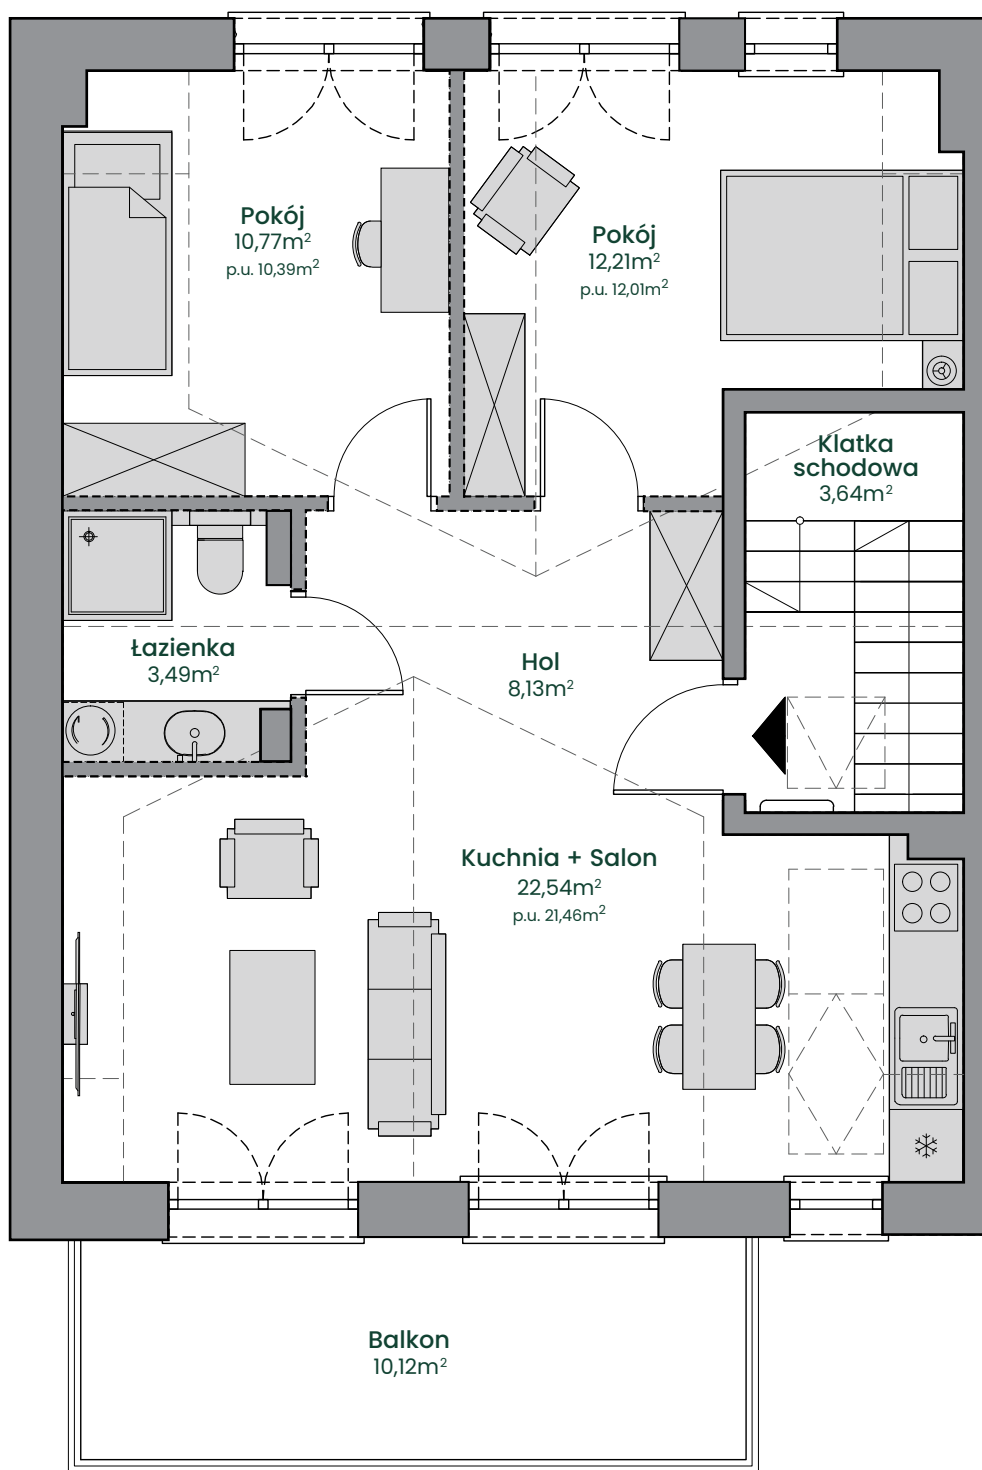 Pokój
10,77m²
p.u. 10,39m²
Pokój
12,21m²
p.u. 12,01m²
Klatka
schodowa
3,64m²
Łazienka
3,49m²
Hol
8,13m²
Kuchnia + Salon
22,54m²
p.u. 21,46m²
Balkon
10,12m²